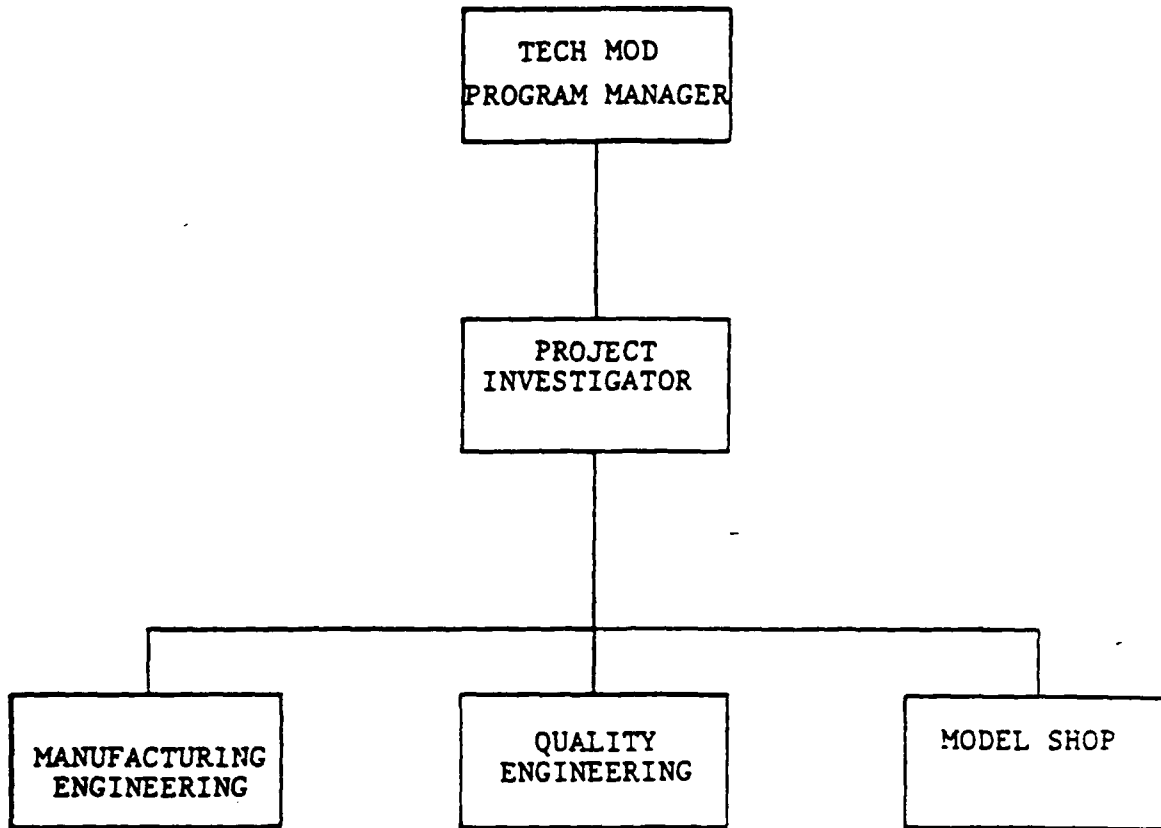 TECH MOD
PROGRAM MANAGER
PROJECT
INVESTIGATOR
MANUFACTURING
ENGINEERING
QUALITY
ENGINEERING
MODEL SHOP